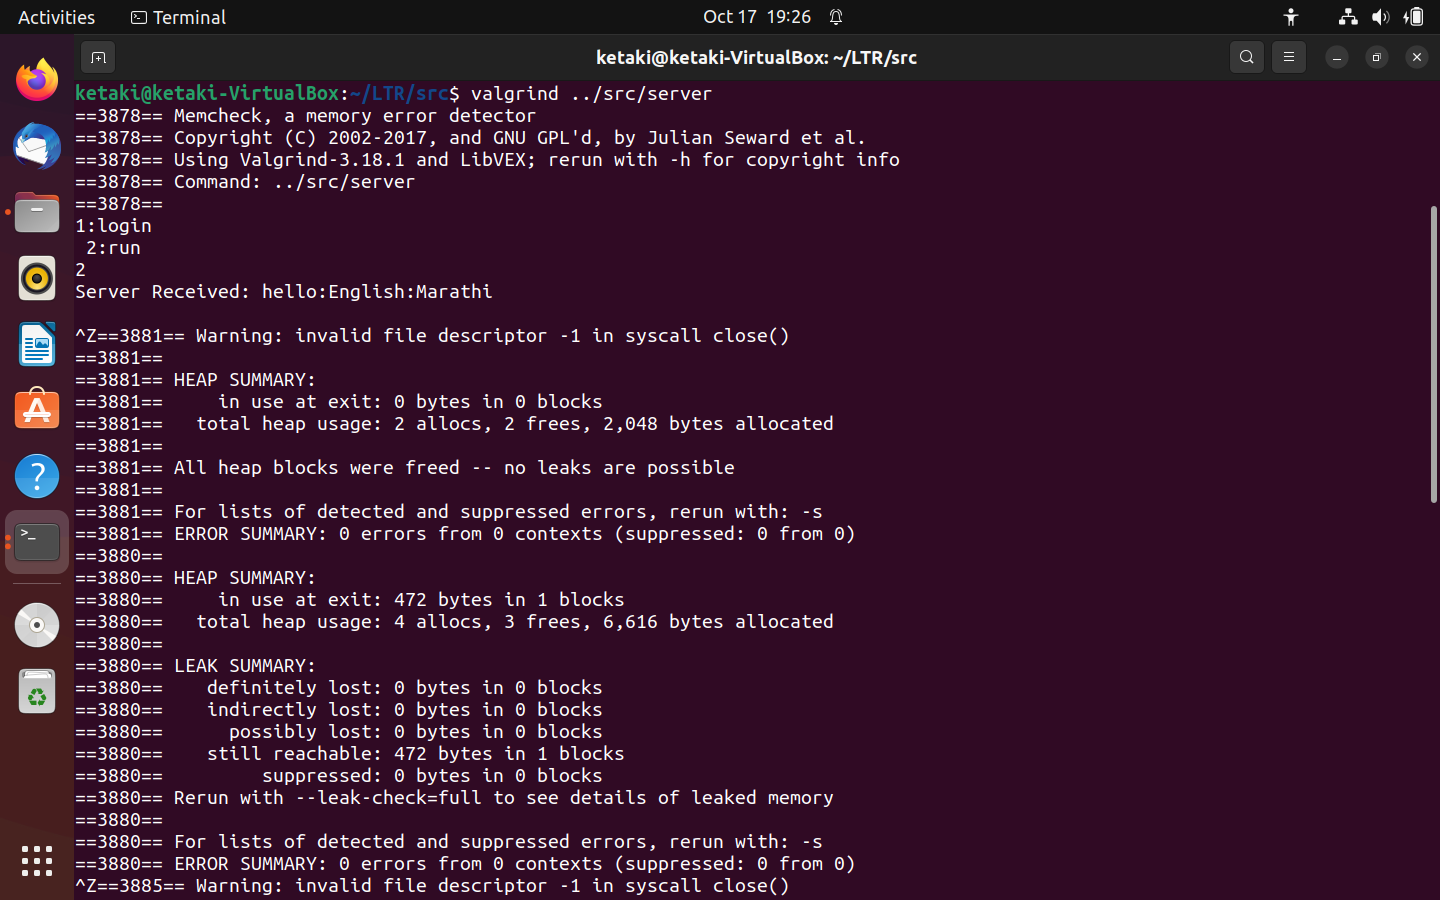 Activities
Terminal
Oct 17 19:26
ketaki@ketaki-VirtualBox: ~/LTR/src
ketaki@ketaki-VirtualBox:~/LTR/src$ valgrind ../src/server
==3878== Memcheck, a memory error detector
==3878== Copyright (C) 2002-2017, and GNU GPL'd, by Julian Seward et al.
==3878== Using Valgrind-3.18.1 and LibVEX; rerun with -h for copyright info
==3878== Command: ../src/server
==3878==
1:login
 2:run
2
Server Received: hello:English:Marathi
^Z==3881== Warning: invalid file descriptor -1 in syscall close()
==3881==
==3881== HEAP SUMMARY:
==3881==     in use at exit: 0 bytes in 0 blocks
==3881==   total heap usage: 2 allocs, 2 frees, 2,048 bytes allocated
==3881==
==3881== All heap blocks were freed -- no leaks are possible
==3881==
==3881== For lists of detected and suppressed errors, rerun with: -s
==3881== ERROR SUMMARY: 0 errors from 0 contexts (suppressed: 0 from 0)
==3880==
==3880== HEAP SUMMARY:
==3880==     in use at exit: 472 bytes in 1 blocks
==3880==   total heap usage: 4 allocs, 3 frees, 6,616 bytes allocated
==3880==
==3880== LEAK SUMMARY:
==3880==    definitely lost: 0 bytes in 0 blocks
==3880==    indirectly lost: 0 bytes in 0 blocks
==3880==      possibly lost: 0 bytes in 0 blocks
==3880==    still reachable: 472 bytes in 1 blocks
==3880==         suppressed: 0 bytes in 0 blocks
==3880== Rerun with --leak-check=full to see details of leaked memory
==3880==
==3880== For lists of detected and suppressed errors, rerun with: -s
==3880== ERROR SUMMARY: 0 errors from 0 contexts (suppressed: 0 from 0)
^Z==3885== Warning: invalid file descriptor -1 in syscall close()